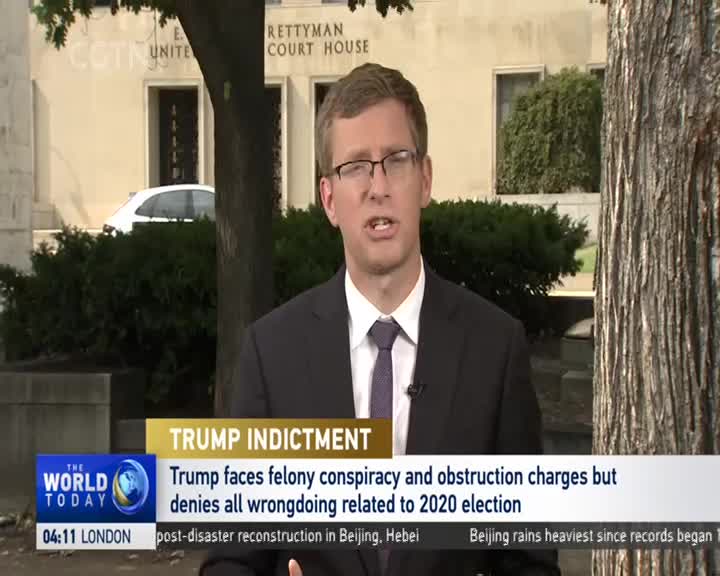 CGTN
E. RETTYMAN
UNITE COURT HOUSE
TRUMP INDICTMENT
Trump faces felony conspiracy and obstruction charges but
denies all wrongdoing related to 2020 election
THE
WORLD
TODAY
04:11 LONDON
post-disaster reconstruction in Beijing, Hebei Beijing rains heaviest since records began 1